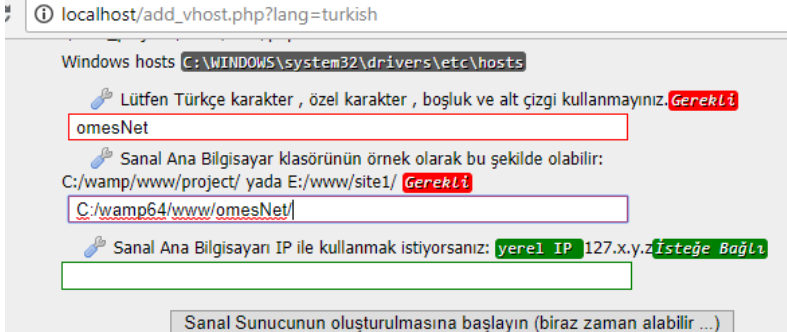 localhost/add_vhost.php?lang=turkish
Windows hosts C:\WINDOWS\system32\drivers\etc\hosts
Lütfen Türkçe karakter , özel karakter , boşluk ve alt çizgi kullanmayınız. Gerekli
omesNet
Sanal Ana Bilgisayar klasörünün örnek olarak bu şekilde olabilir:
C:/wamp/www/project/ yada E:/www/site1/ Gerekli
C:/wamp64/www/omesNet/
Sanal Ana Bilgisayarı IP ile kullanmak istiyorsanız: yerel IP 127.x.y.z İsteğe Bağlı
Sanal Sunucunun oluşturulmasına başlayın (biraz zaman alabilir ...)